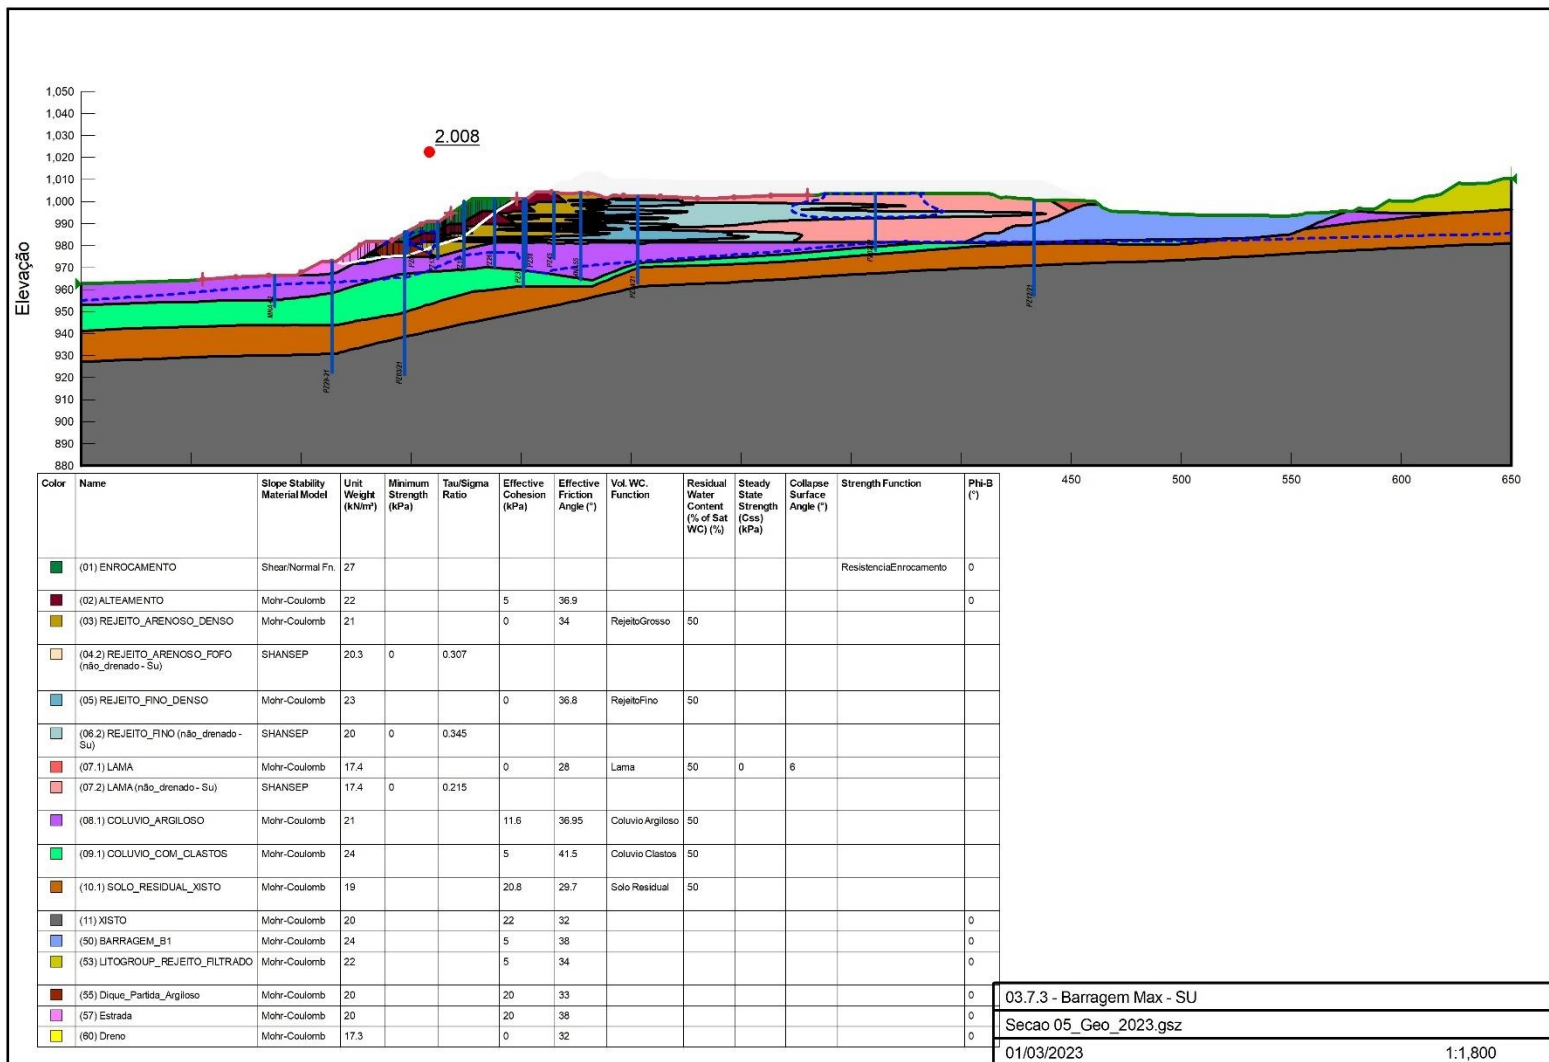 1,050
1,040
1,030
1,020
1,010
1,000
990
980
970
960
950
940
930
920
910
900
890
880
Elevação
2.008
PZ29-21
PZ03/21
PZ12/21
450
500
550
600
650
Color Name Slope Stability Material Model Unit Weight (kN/m³) Minimum Strength (kPa) Tau/Sigma Ratio Effective Cohesion (kPa) Effective Friction Angle (°) Vol. WC. Function Residual Water Content (% of Sat WC) (%) Steady State Strength (Css) (kPa) Collapse Surface Angle (°) Strength Function Phi-B (°)
(01) ENROCAMENTO Shear/Normal Fn. 27 ResistenciaEnrocamento 0
(02) ALTEAMENTO Mohr-Coulomb 22 5 36.9 0
(03) REJEITO_ARENOSO_DENSO Mohr-Coulomb 21 0 34 RejeitoGrosso 50
(04.2) REJEITO_ARENOSO_FOFO (não_drenado - Su) SHANSEP 20.3 0 0.307
(05) REJEITO_FINO_DENSO Mohr-Coulomb 23 0 36.8 RejeitoFino 50
(06.2) REJEITO_FINO (não_drenado - Su) SHANSEP 20 0 0.345
(07.1) LAMA Mohr-Coulomb 17.4 0 28 Lama 50 0 6
(07.2) LAMA (não_drenado - Su) SHANSEP 17.4 0 0.215
(08.1) COLUVIO_ARGILOSO Mohr-Coulomb 21 11.6 36.95 Coluvio Argiloso 50
(09.1) COLUVIO_COM_CLASTOS Mohr-Coulomb 24 5 41.5 Coluvio Clastos 50
(10.1) SOLO_RESIDUAL_XISTO Mohr-Coulomb 19 20.8 29.7 Solo Residual 50
(11) XISTO Mohr-Coulomb 20 22 32 0
(50) BARRAGEM_B1 Mohr-Coulomb 24 5 38 0
(53) LITOGROUP_REJEITO_FILTRADO Mohr-Coulomb 22 5 34 0
(55) Dique_Partida_Argiloso Mohr-Coulomb 20 20 33 0
(57) Estrada Mohr-Coulomb 20 20 38 0
(60) Dreno Mohr-Coulomb 17.3 0 32 0
03.7.3 - Barragem Max - SU
Secao 05_Geo_2023.gsz
01/03/2023 1:1,800